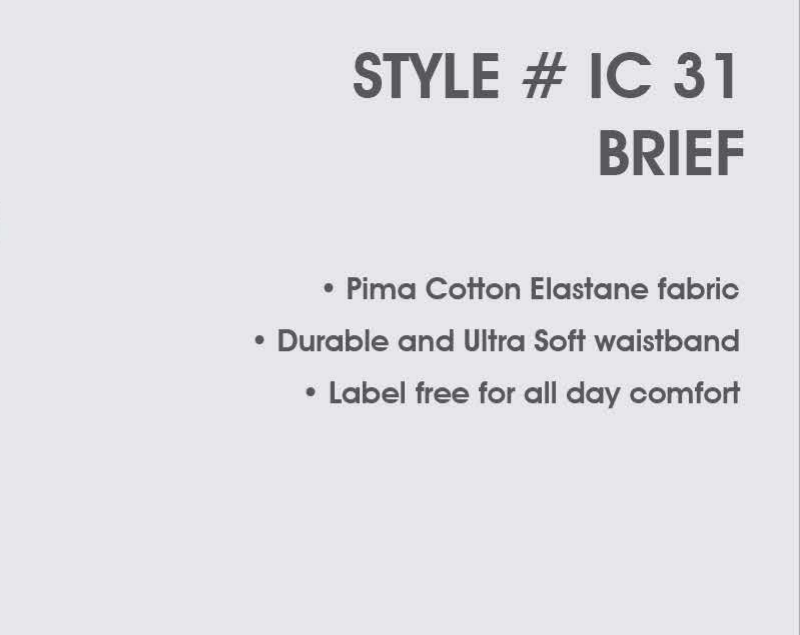 STYLE # IC 31
BRIEF
• Pima Cotton Elastane fabric
• Durable and Ultra Soft waistband
• Label free for all day comfort